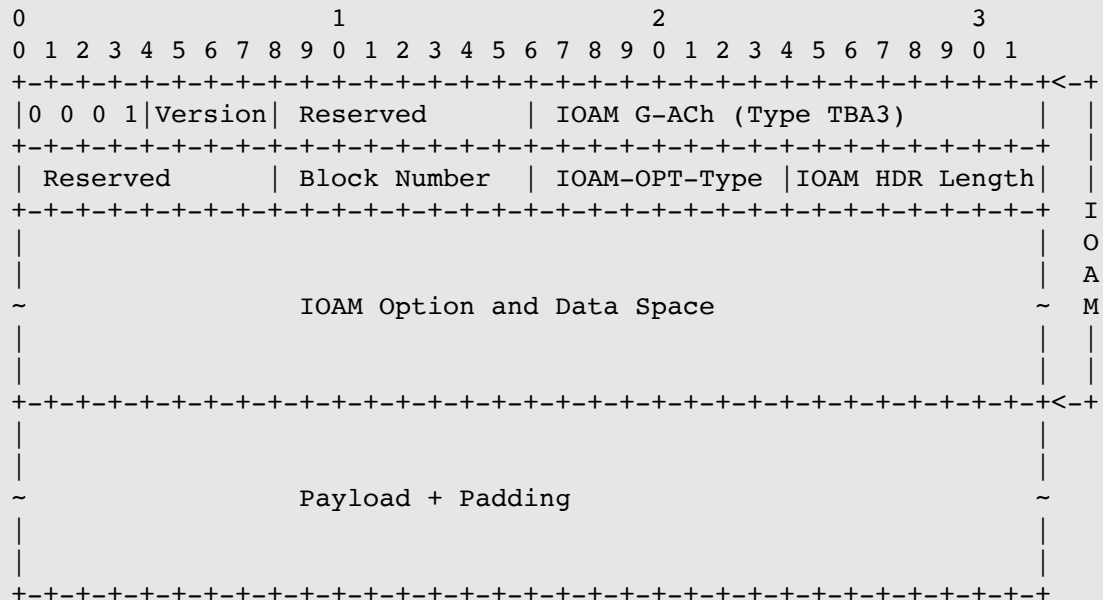 0                   1                   2                   3
0 1 2 3 4 5 6 7 8 9 0 1 2 3 4 5 6 7 8 9 0 1 2 3 4 5 6 7 8 9 0 1
+-+-+-+-+-+-+-+-+-+-+-+-+-+-+-+-+-+-+-+-+-+-+-+-+-+-+-+-+-+-+-+-+<-+
|0 0 0 1|Version| Reserved      | IOAM G-ACh (Type TBA3)        |  |
+-+-+-+-+-+-+-+-+-+-+-+-+-+-+-+-+-+-+-+-+-+-+-+-+-+-+-+-+-+-+-+-+  |
| Reserved      | Block Number  | IOAM-OPT-Type |IOAM HDR Length|  |
+-+-+-+-+-+-+-+-+-+-+-+-+-+-+-+-+-+-+-+-+-+-+-+-+-+-+-+-+-+-+-+-+  I
|                                                               |  O
|                                                               |  A
~                 IOAM Option and Data Space                    ~  M
|                                                               |  |
|                                                               |  |
+-+-+-+-+-+-+-+-+-+-+-+-+-+-+-+-+-+-+-+-+-+-+-+-+-+-+-+-+-+-+-+-+<-+
|                                                               |
|                                                               |
~                 Payload + Padding                             ~
|                                                               |
|                                                               |
+-+-+-+-+-+-+-+-+-+-+-+-+-+-+-+-+-+-+-+-+-+-+-+-+-+-+-+-+-+-+-+-+